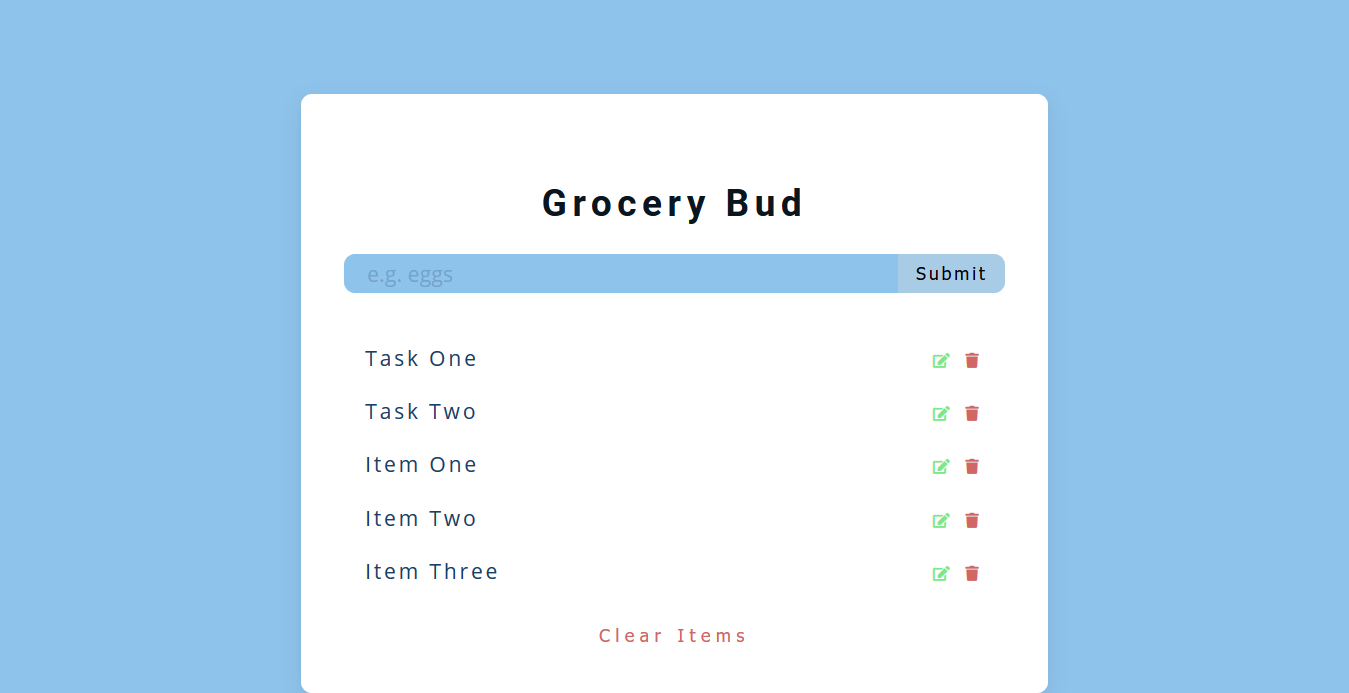 Grocery Bud
e.g. eggs
Submit
Task One
Task Two
Item One
Item Two
Item Three
Clear Items